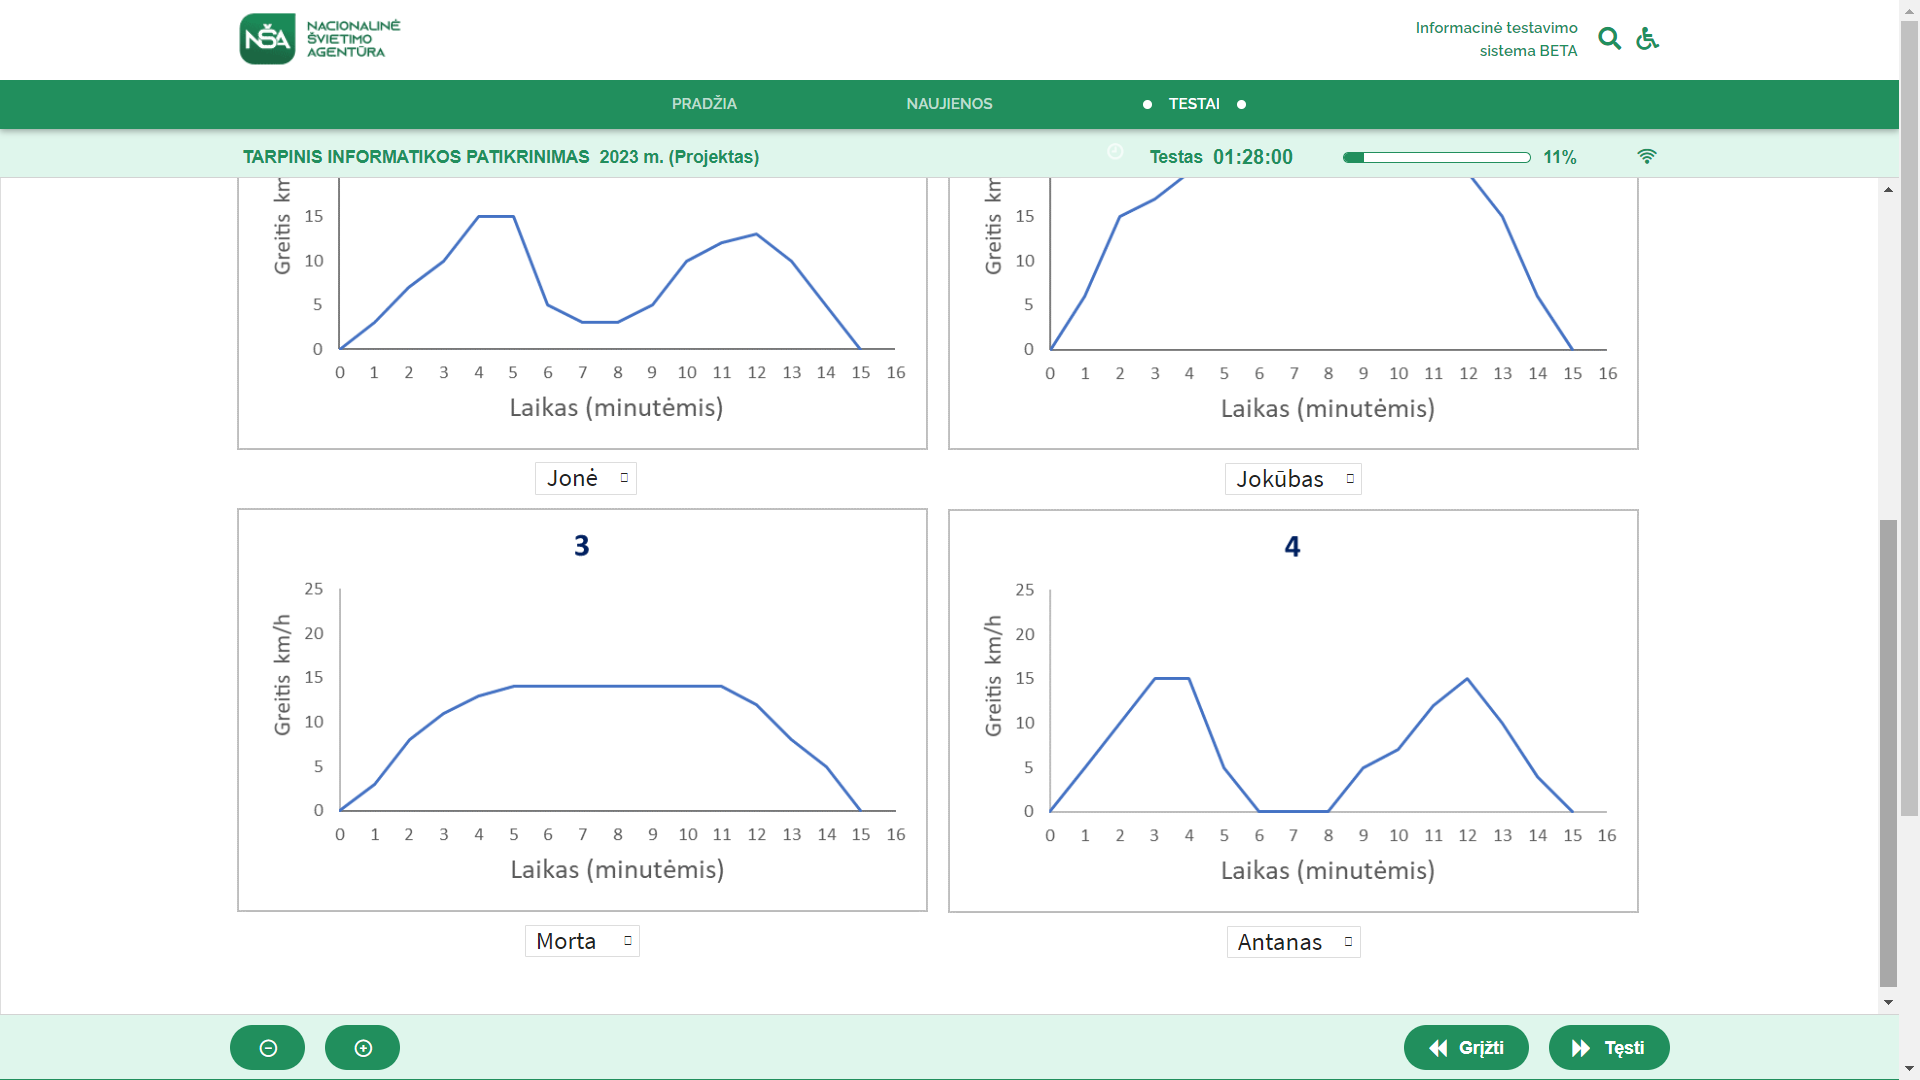 NŠA
NACIONALINĖ
ŠVIETIMO
AGENTŪRA
Informacinė testavimo
sistema BETA
PRADŽIA
NAUJIENOS
TESTAI
TARPINIS INFORMATIKOS PATIKRINIMAS 2023 m. (Projektas)
Testas 01:28:00
11%
Greitis km
15
10
5
0
0 1 2 3 4 5 6 7 8 9 10 11 12 13 14 15 16
Laikas (minutėmis)
Jonė
Greitis km
15
10
5
0
0 1 2 3 4 5 6 7 8 9 10 11 12 13 14 15 16
Laikas (minutėmis)
Jokūbas
3
Greitis km/h
25
20
15
10
5
0
0 1 2 3 4 5 6 7 8 9 10 11 12 13 14 15 16
Laikas (minutėmis)
Morta
4
Greitis km/h
25
20
15
10
5
0
0 1 2 3 4 5 6 7 8 9 10 11 12 13 14 15 16
Laikas (minutėmis)
Antanas
Grįžti
Tęsti